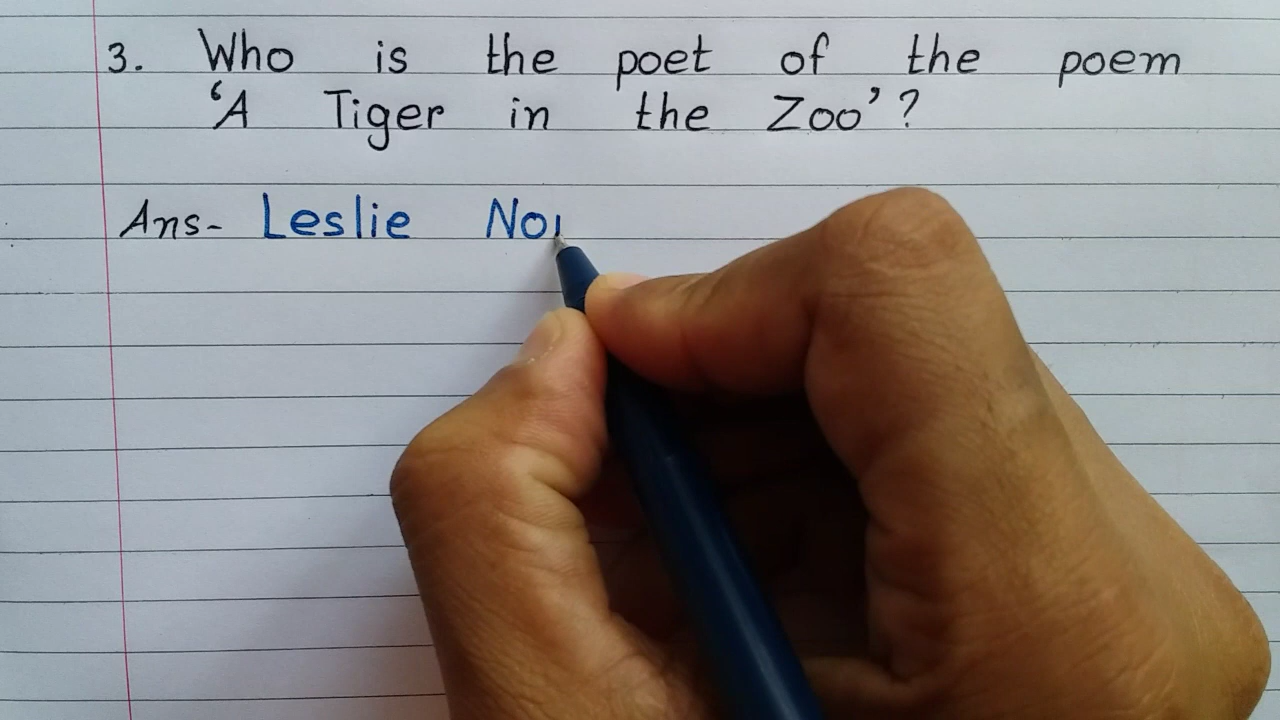 3. Who is the poet of the poem
‘A Tiger in the Zoo’?
Ans- Leslie No